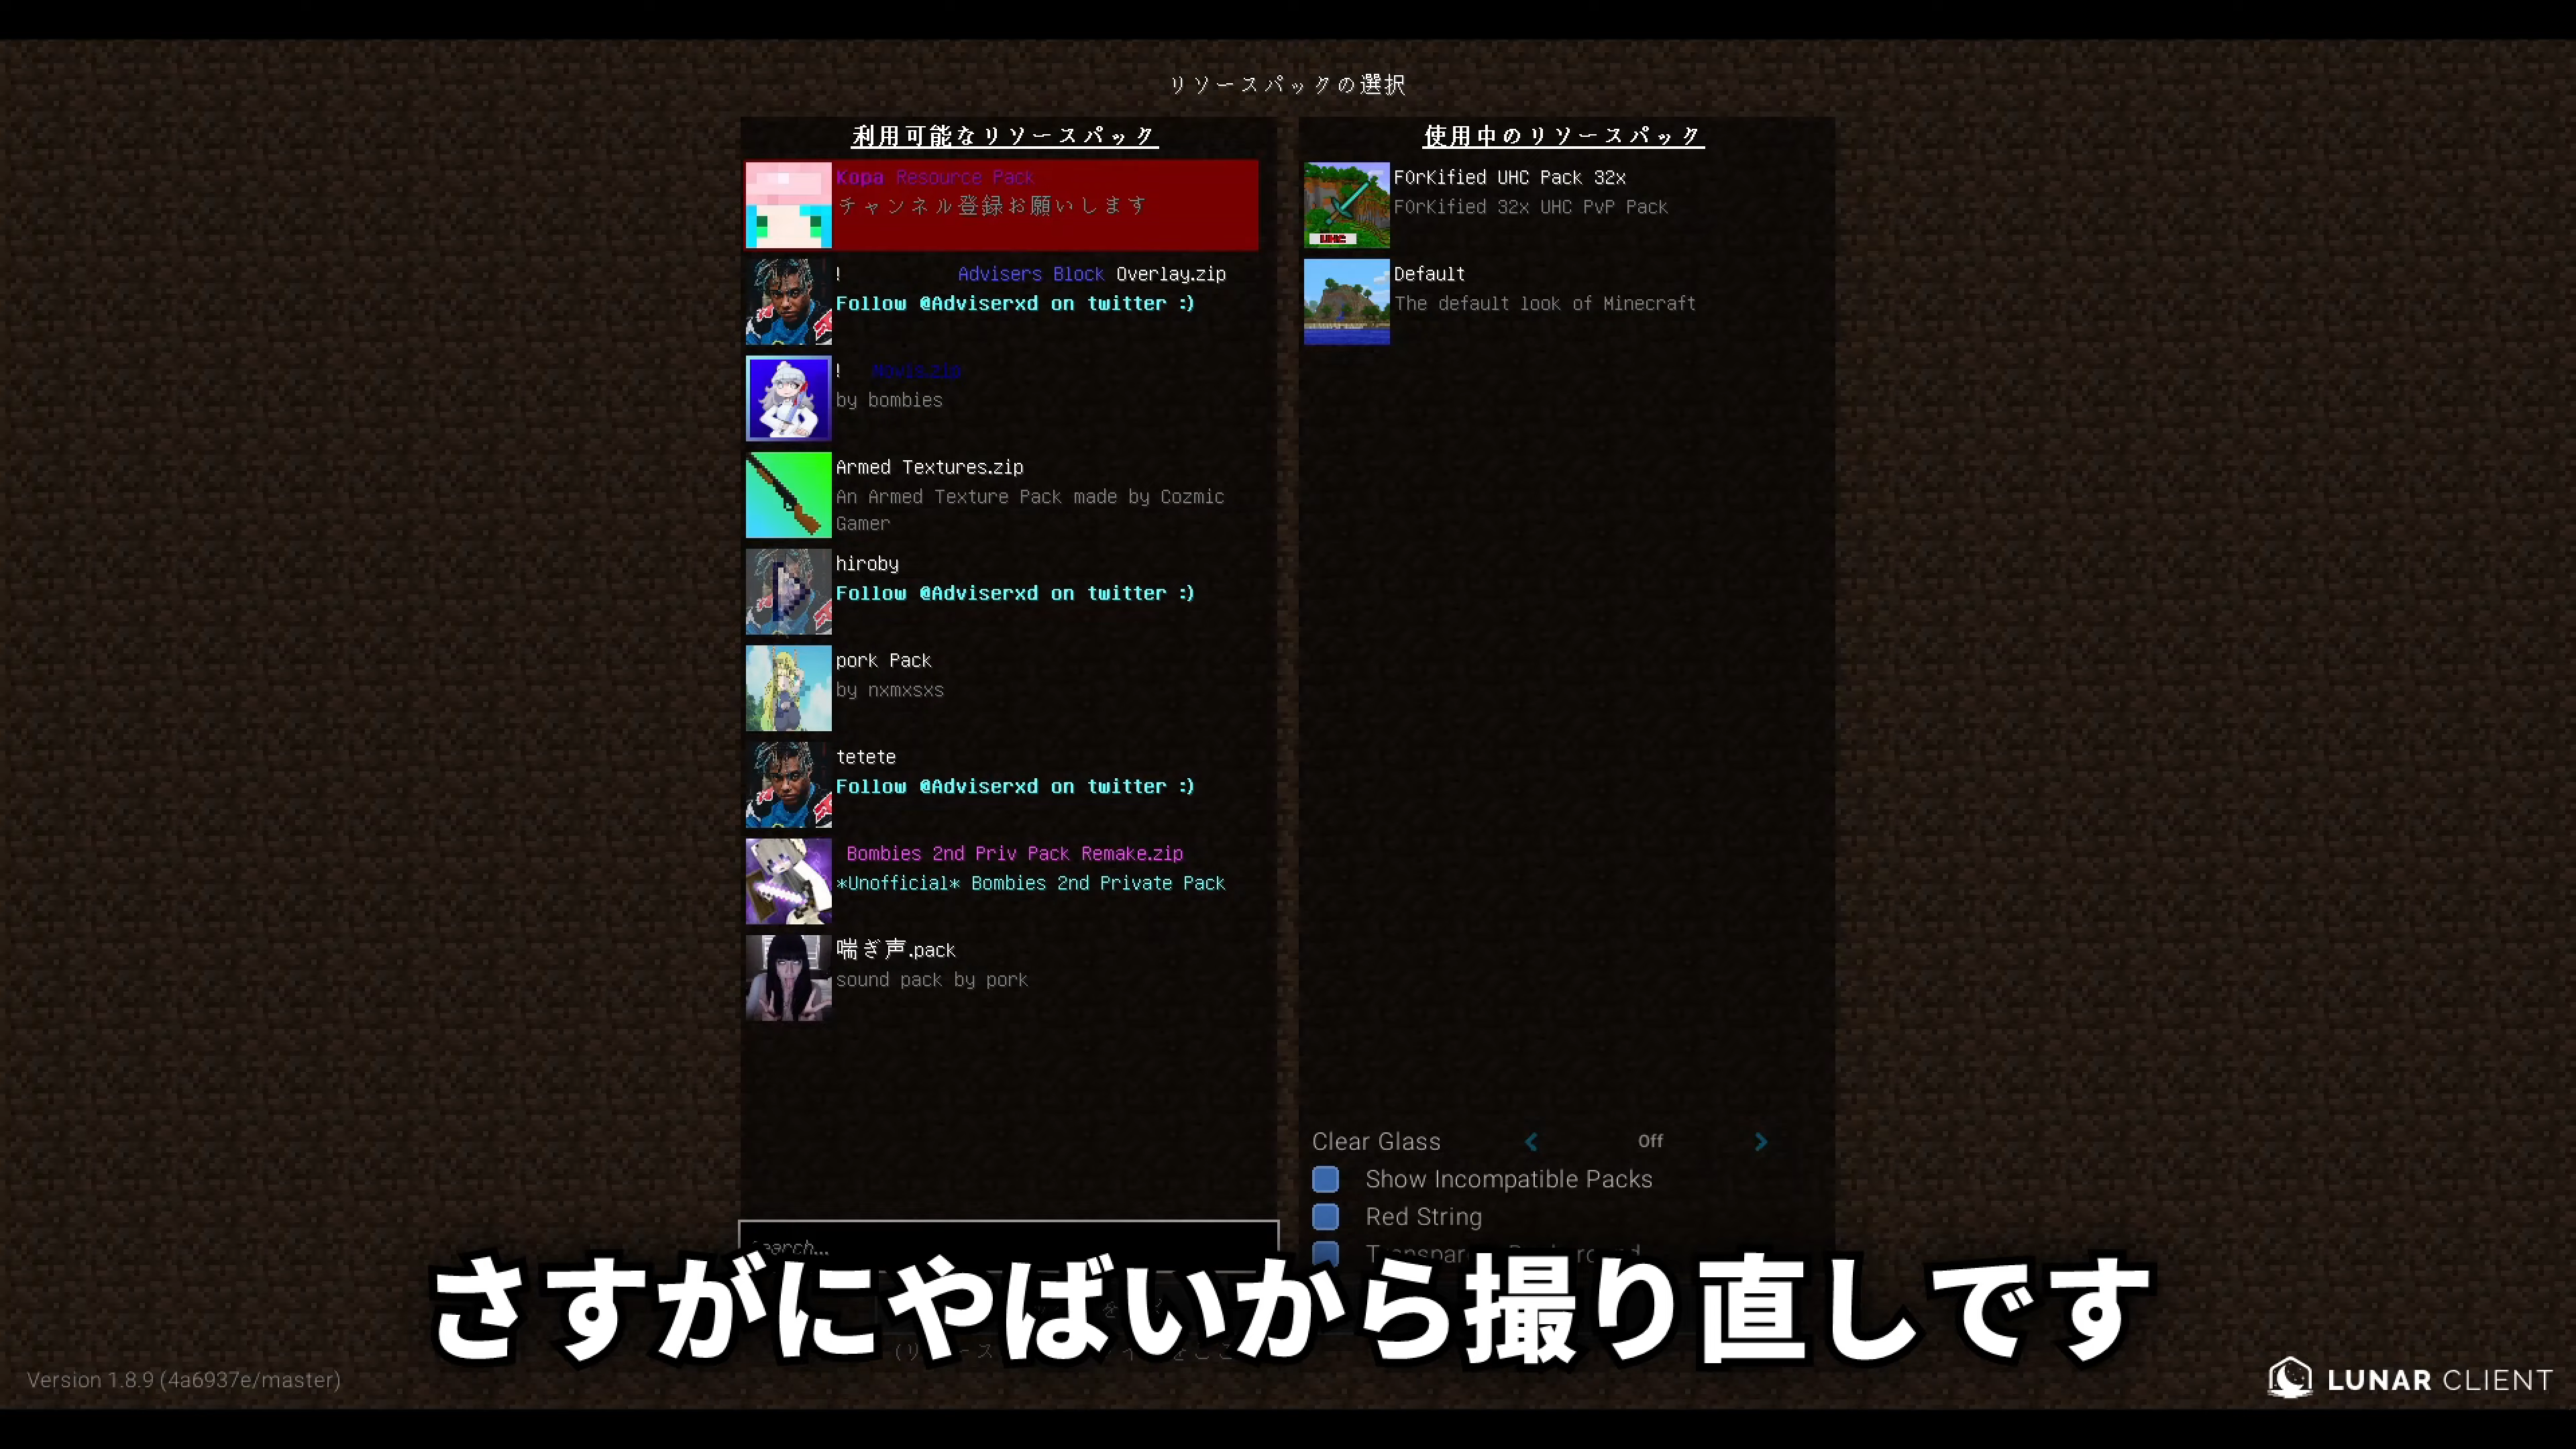 リソースパックの選択
利用可能なリソースパック
Kopa Resource Pack
チャンネル登録お願いします
! Advisers Block Overlay.zip
Follow @Adviserxd on twitter :)
! Movis.zip
by bombies
Armed Textures.zip
An Armed Texture Pack made by Cozmic
Gamer
hiroby
Follow @Adviserxd on twitter :)
pork Pack
by nxmxsxs
tetete
Follow @Adviserxd on twitter :)
Bombies 2nd Priv Pack Remake.zip
*Unofficial* Bombies 2nd Private Pack
喘ぎ声.pack
sound pack by pork
使用中のリソースパック
F0rKified UHC Pack 32x
F0rKified 32x UHC PvP Pack
UHC
Default
The default look of Minecraft
Clear Glass Off
Show Incompatible Packs
Red String
さすがにやばいから撮り直しです
Version 1.8.9 (4a6937e/master)
LUNAR CLIENT